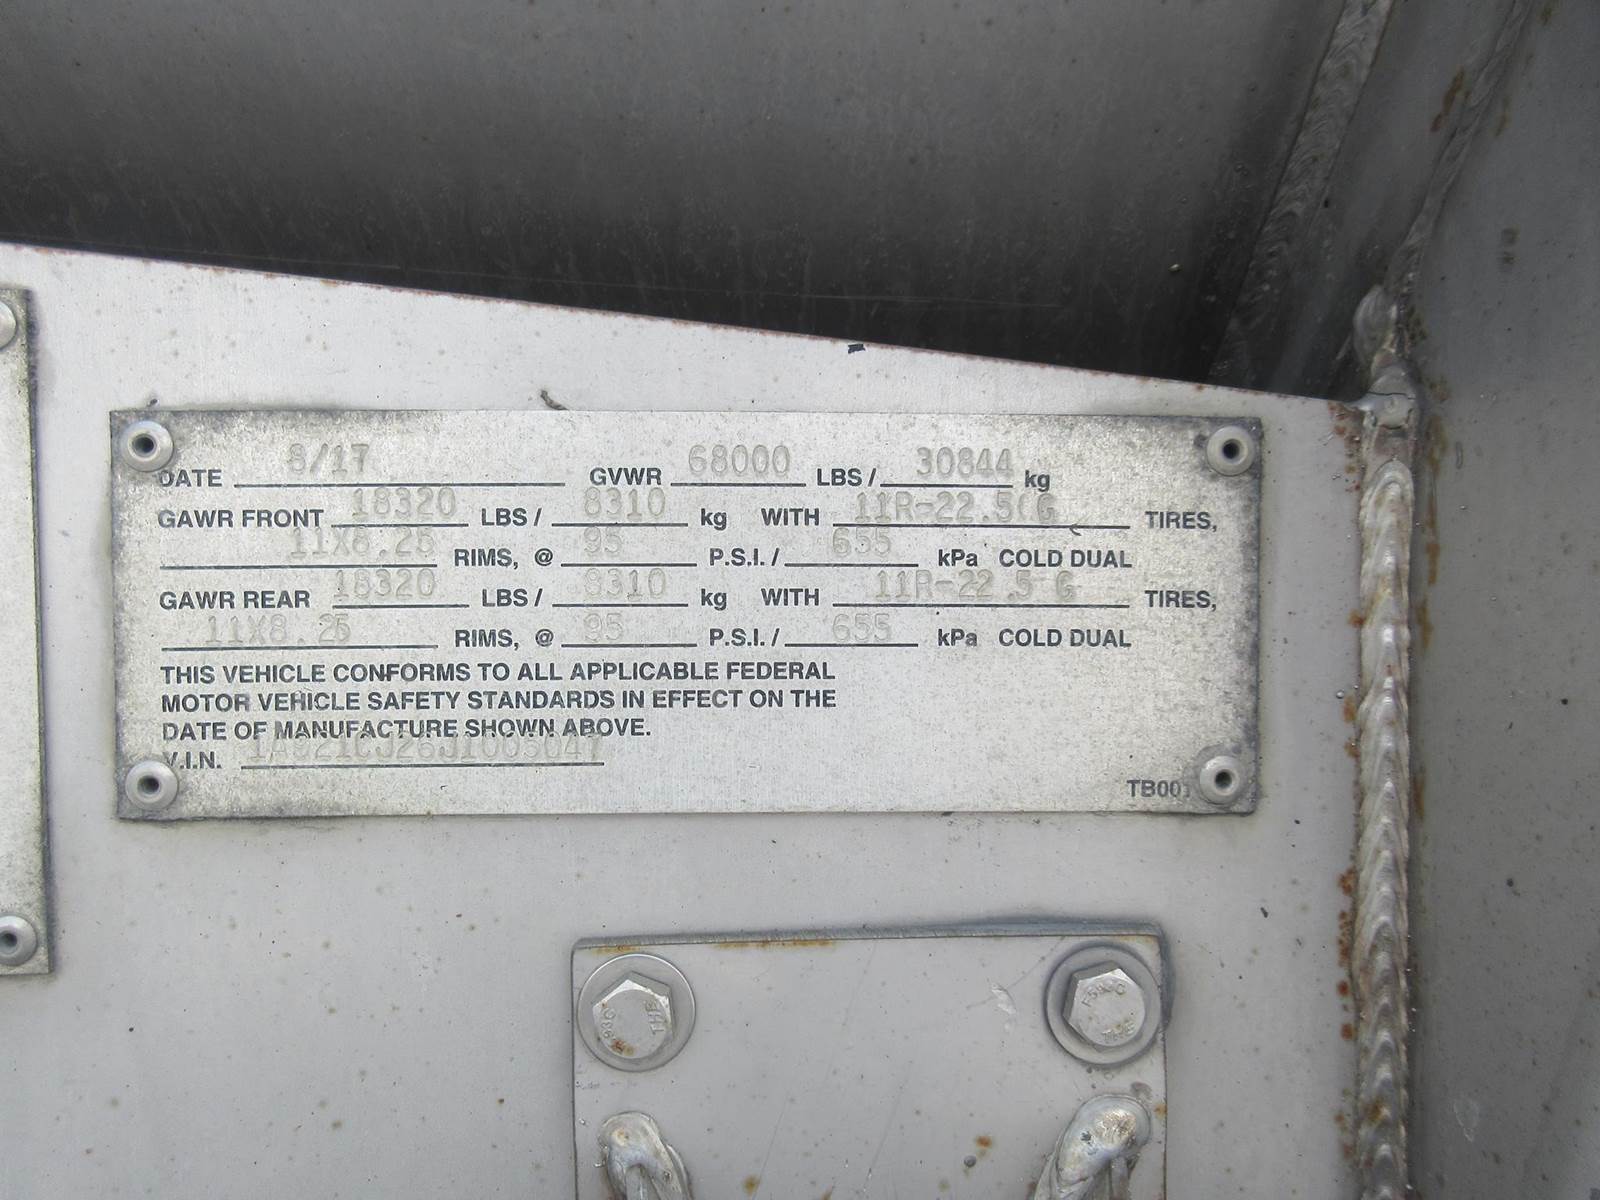 DATE 8/17 GVWR 68000 LBS / 30844 kg
GAWR FRONT 18320 LBS / 8310 kg WITH 11R-22.5(G TIRES,
11X8.25 RIMS, @ 95 P.S.I. / 655 kPa COLD DUAL
GAWR REAR 18320 LBS / 8310 kg WITH 11R-22.5 G TIRES,
11X8.25 RIMS, @ 95 P.S.I. / 655 kPa COLD DUAL
THIS VEHICLE CONFORMS TO ALL APPLICABLE FEDERAL
MOTOR VEHICLE SAFETY STANDARDS IN EFFECT ON THE
DATE OF MANUFACTURE SHOWN ABOVE.
V.I.N.
TB001
THE